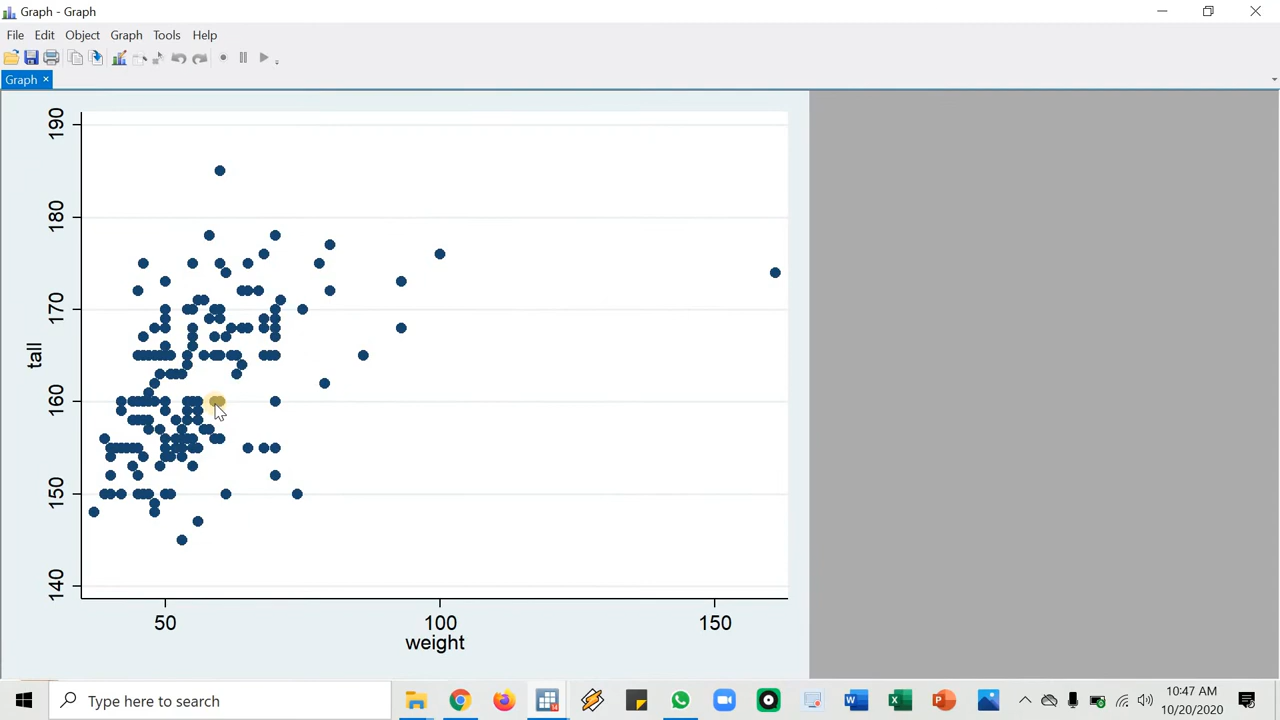 Graph - Graph
File Edit Object Graph Tools Help
Graph ×
190
180
170
160
150
140
tall
50 100 150
weight
Type here to search
10:47 AM
10/20/2020